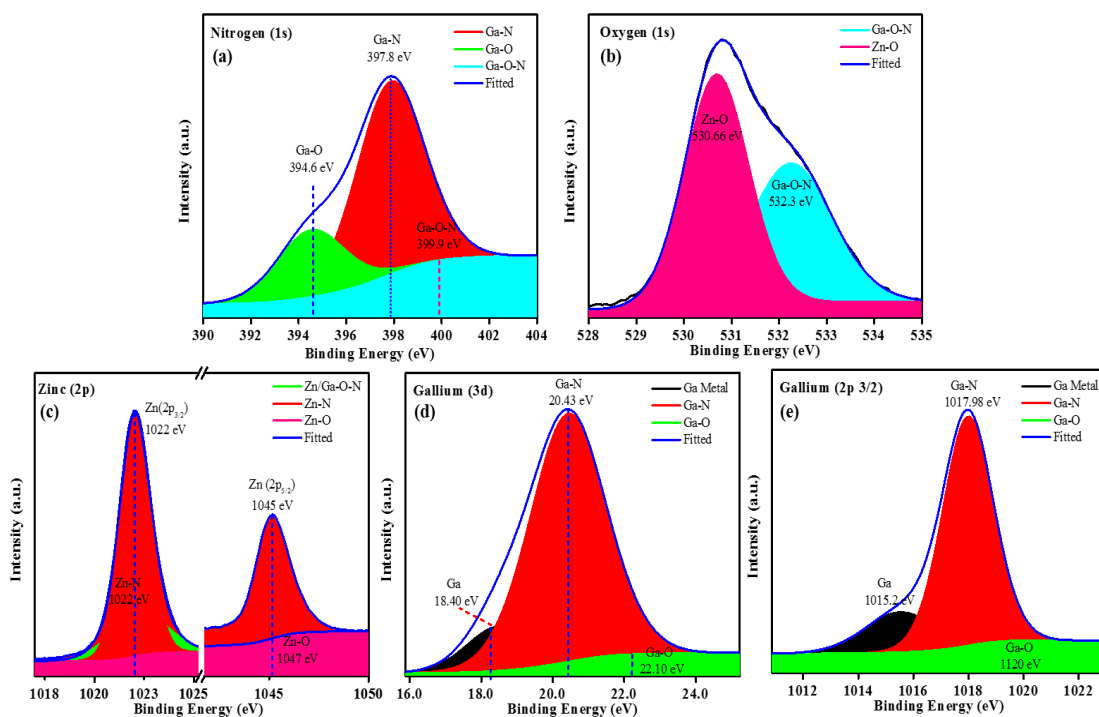 Nitrogen (1s)
(a)
Ga-N
397.8 eV
Ga-O
394.6 eV
Ga-O-N
399.9 eV
Ga-N
Ga-O
Ga-O-N
Fitted
Intensity (a.u.)
390 392 394 396 398 400 402 404
Binding Energy (eV)
Oxygen (1s)
(b)
Zn-O
530.66 eV
Ga-O-N
532.3 eV
Ga-O-N
Zn-O
Fitted
Intensity (a.u.)
528 529 530 531 532 533 534 535
Binding Energy (eV)
Zinc (2p)
(c)
Zn(2p3/2)
1022 eV
Zn (2p5/2)
1045 eV
Zn-N
1022 eV
Zn-O
1047 eV
Zn/Ga-O-N
Zn-N
Zn-O
Fitted
Intensity (a.u.)
1018 1020 1023 1025 1045 1050
Binding Energy (eV)
Gallium (3d)
(d)
Ga-N
20.43 eV
Ga
18.40 eV
Ga-O
22.10 eV
Ga Metal
Ga-N
Ga-O
Fitted
Intensity (a.u.)
16.0 18.0 20.0 22.0 24.0
Binding Energy (eV)
Gallium (2p 3/2)
(e)
Ga-N
1017.98 eV
Ga
1015.2 eV
Ga-O
1120 eV
Ga Metal
Ga-N
Ga-O
Fitted
Intensity (a.u.)
1012 1014 1016 1018 1020 1022
Binding Energy (eV)